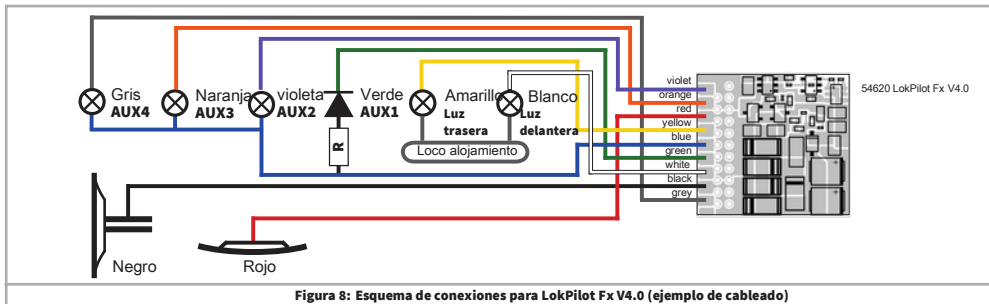 Gris
AUX4
Naranja
AUX3
violeta
AUX2
Verde
AUX1
Amarillo
Luz
trasera
Blanco
Luz
delantera
R
Loco alojamiento
Negro
Rojo
violet
orange
red
yellow
blue
green
white
black
grey
54620 LokPilot Fx V4.0
Figura 8: Esquema de conexiones para LokPilot Fx V4.0 (ejemplo de cableado)